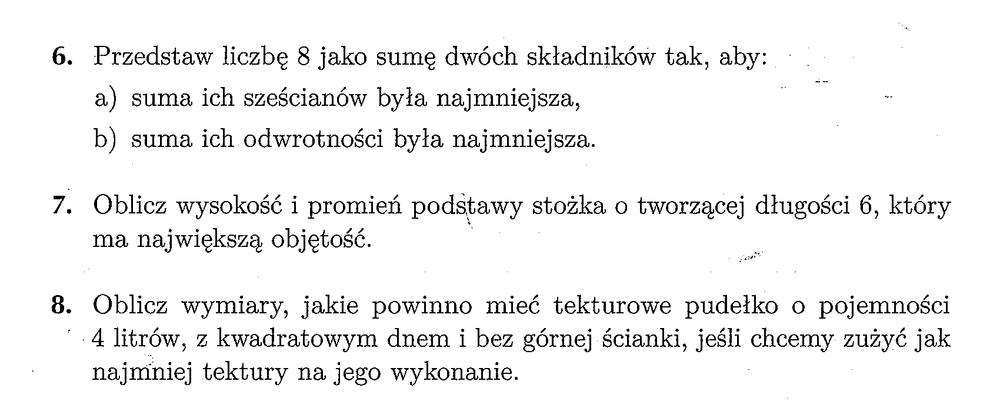 6. Przedstaw liczbę 8 jako sumę dwóch składników tak, aby:
a) suma ich sześcianów była najmniejsza,
b) suma ich odwrotności była najmniejsza.
7. Oblicz wysokość i promień podstawy stożka o tworzącej długości 6, który
ma największą objętość.
8. Oblicz wymiary, jakie powinno mieć tekturowe pudełko o pojemności
4 litrów, z kwadratowym dnem i bez górnej ścianki, jeśli chcemy zużyć jak
najmniej tektury na jego wykonanie.